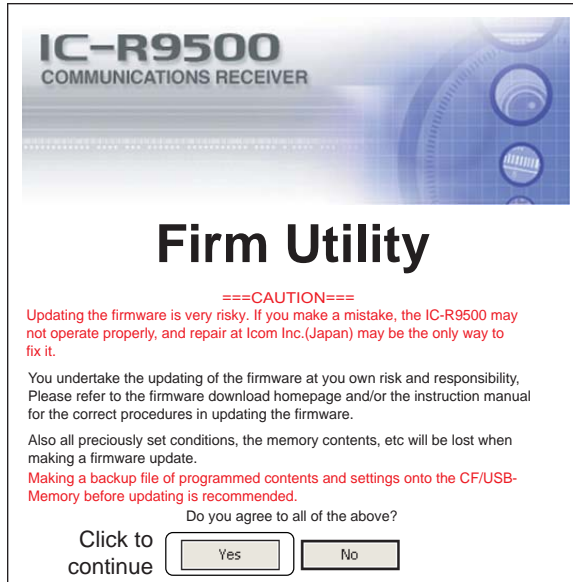 IC-R9500
COMMUNICATIONS RECEIVER
Firm Utility
===CAUTION===
Updating the firmware is very risky. If you make a mistake, the IC-R9500 may
not operate properly, and repair at Icom Inc.(Japan) may be the only way to
fix it.
You undertake the updating of the firmware at you own risk and responsibility,
Please refer to the firmware download homepage and/or the instruction manual
for the correct procedures in updating the firmware.
Also all preciously set conditions, the memory contents, etc will be lost when
making a firmware update.
Making a backup file of programmed contents and settings onto the CF/USB-
Memory before updating is recommended.
Do you agree to all of the above?
Click to
continue
Yes
No